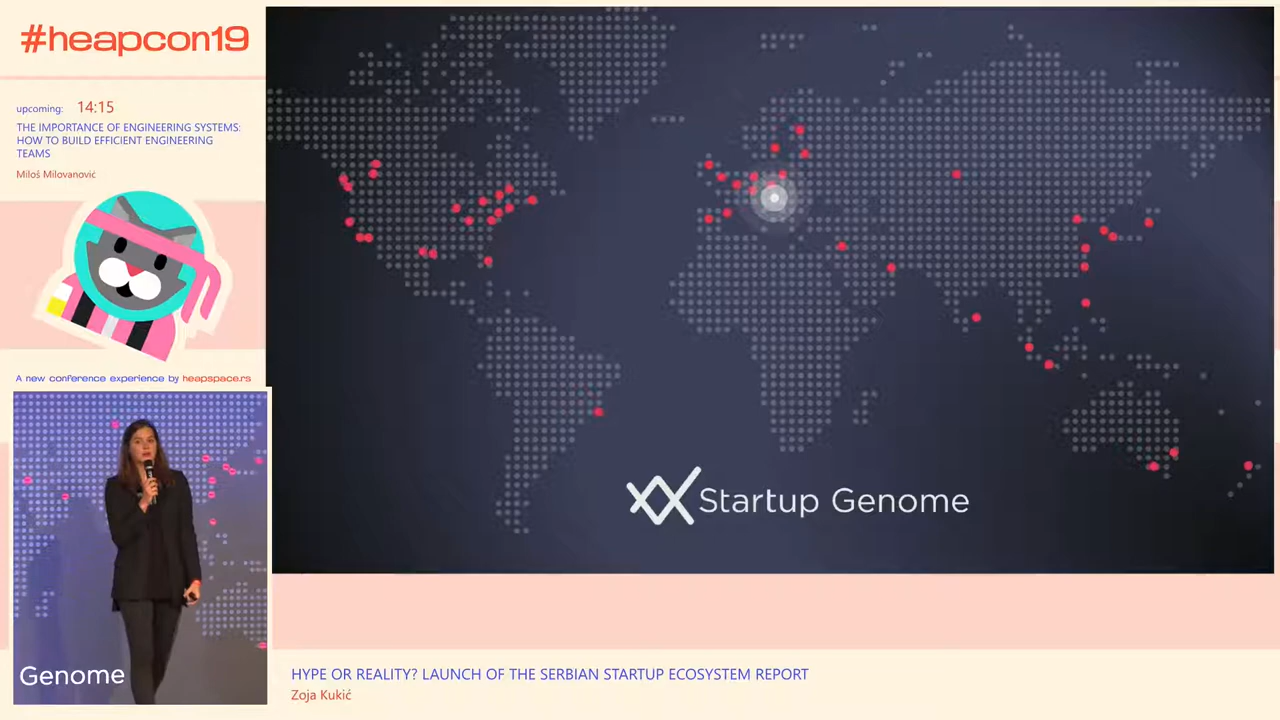 #heapcon19
upcoming: 14:15
THE IMPORTANCE OF ENGINEERING SYSTEMS:
HOW TO BUILD EFFICIENT ENGINEERING
TEAMS
Miloš Milovanović
A new conference experience by heapspace.rs
Startup Genome
Genome
HYPE OR REALITY? LAUNCH OF THE SERBIAN STARTUP ECOSYSTEM REPORT
Zoja Kukić